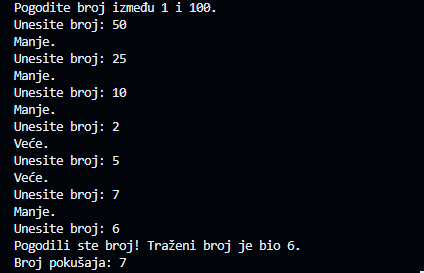 Pogodite broj između 1 i 100.
Unesite broj: 50
Manje.
Unesite broj: 25
Manje.
Unesite broj: 10
Manje.
Unesite broj: 2
Veće.
Unesite broj: 5
Veće.
Unesite broj: 7
Manje.
Unesite broj: 6
Pogodili ste broj! Traženi broj je bio 6.
Broj pokušaja: 7